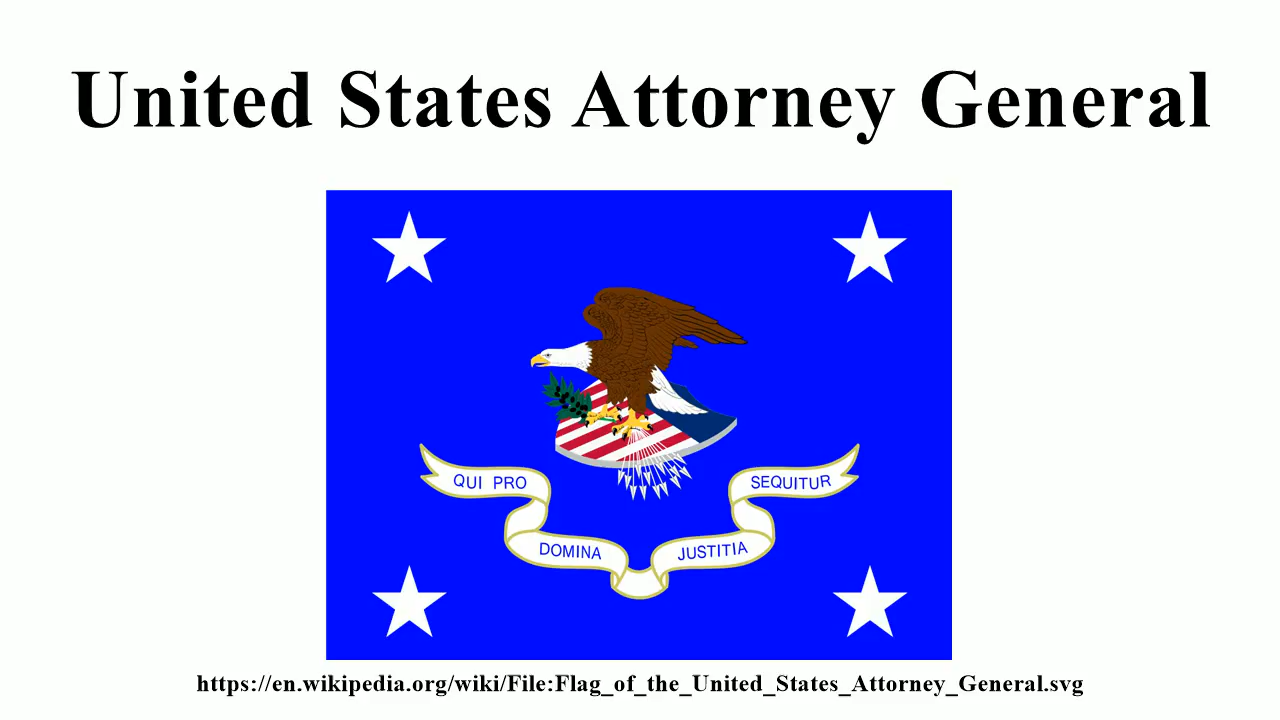 United States Attorney General
QUI PRO
DOMINA
JUSTITIA
SEQUITUR
https://en.wikipedia.org/wiki/File:Flag_of_the_United_States_Attorney_General.svg